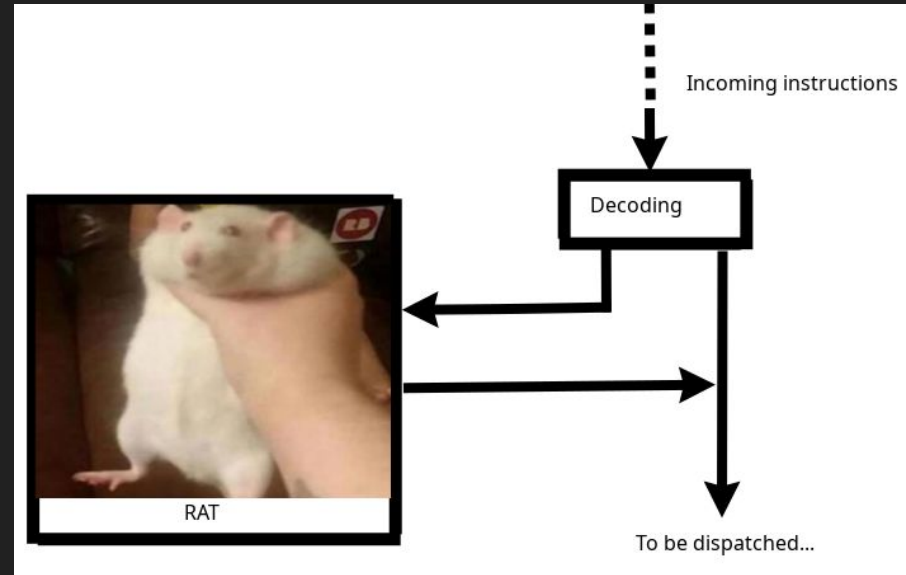 Incoming instructions
Decoding
RAT
To be dispatched...